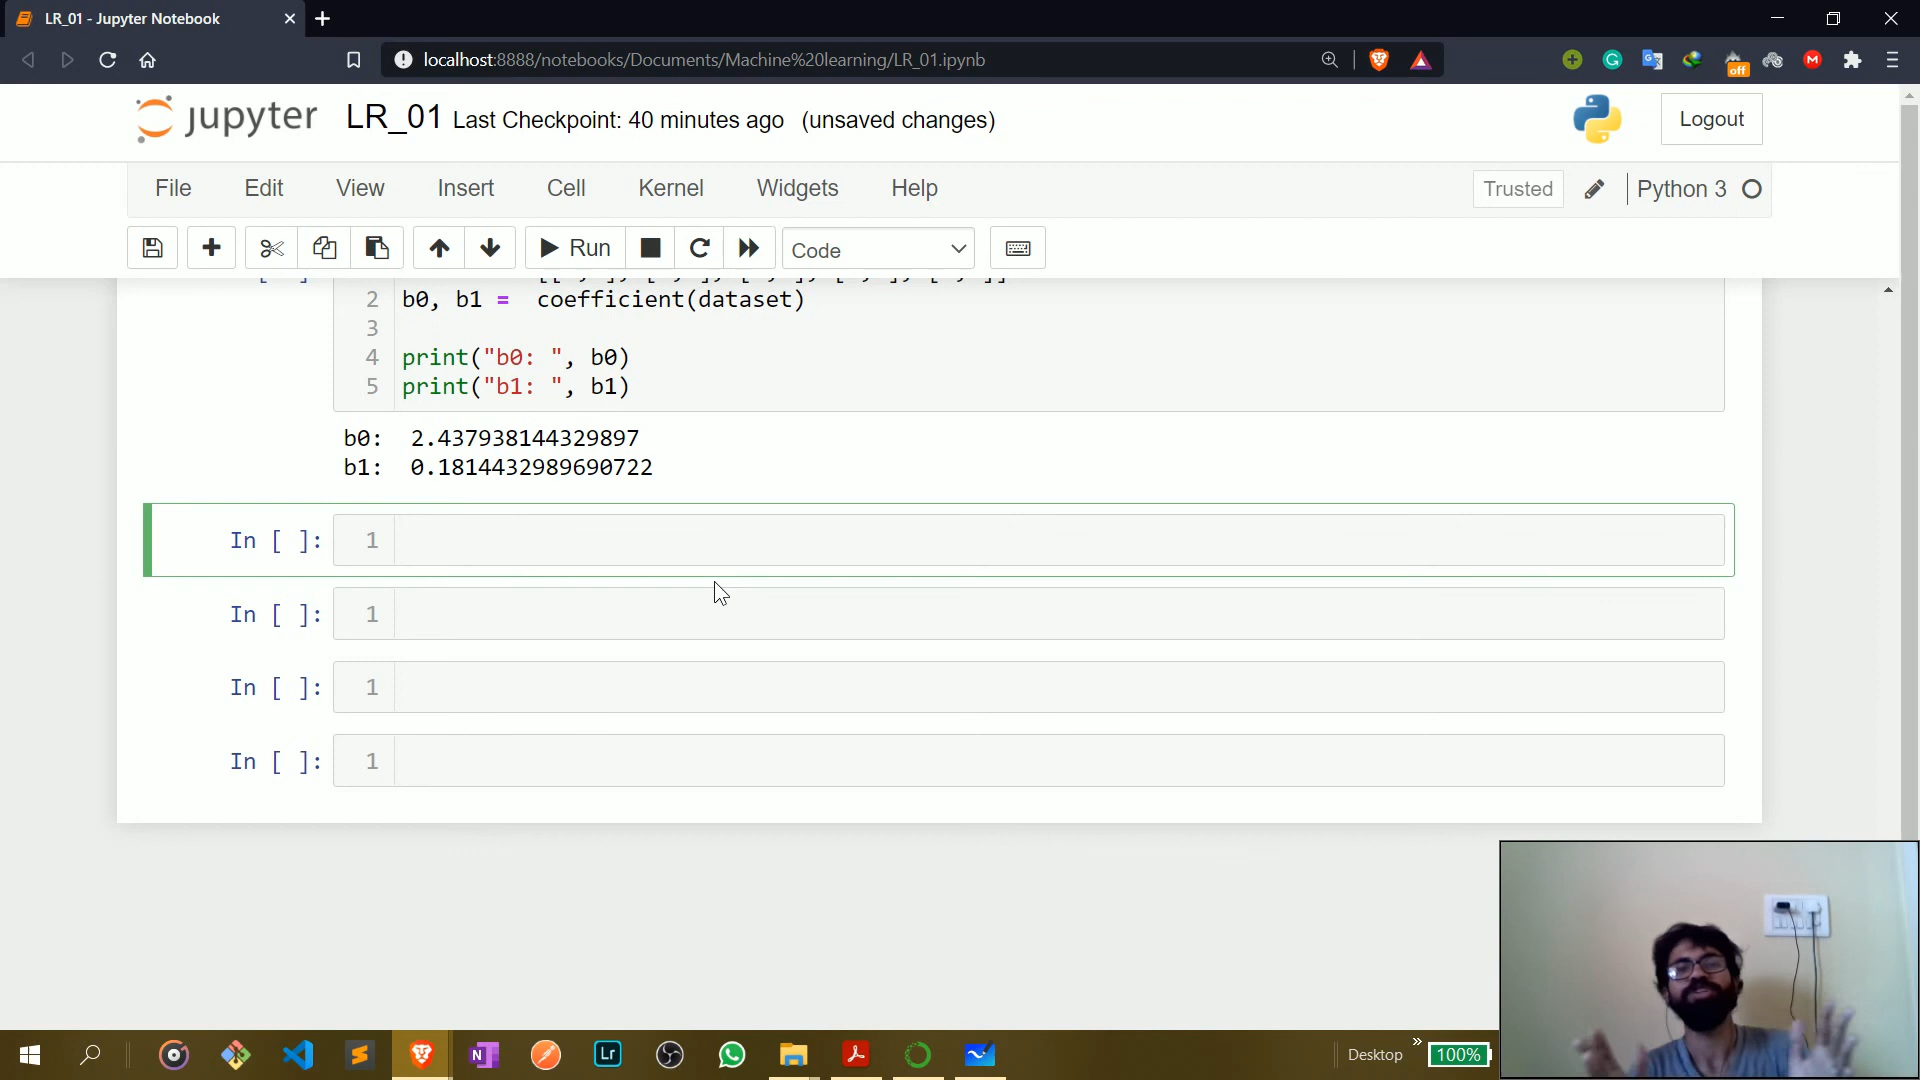 LR_01 - Jupyter Notebook
localhost:8888/notebooks/Documents/Machine%20learning/LR_01.ipynb
off
jupyter LR_01 Last Checkpoint: 40 minutes ago (unsaved changes)
Logout
File Edit View Insert Cell Kernel Widgets Help
Trusted
Python 3
Run
Code
2 b0, b1 = coefficient(dataset)
3
4 print("b0: ", b0)
5 print("b1: ", b1)
b0: 2.437938144329897
b1: 0.1814432989690722
In [ ]: 1
In [ ]: 1
In [ ]: 1
In [ ]: 1
Lr
Desktop
100%